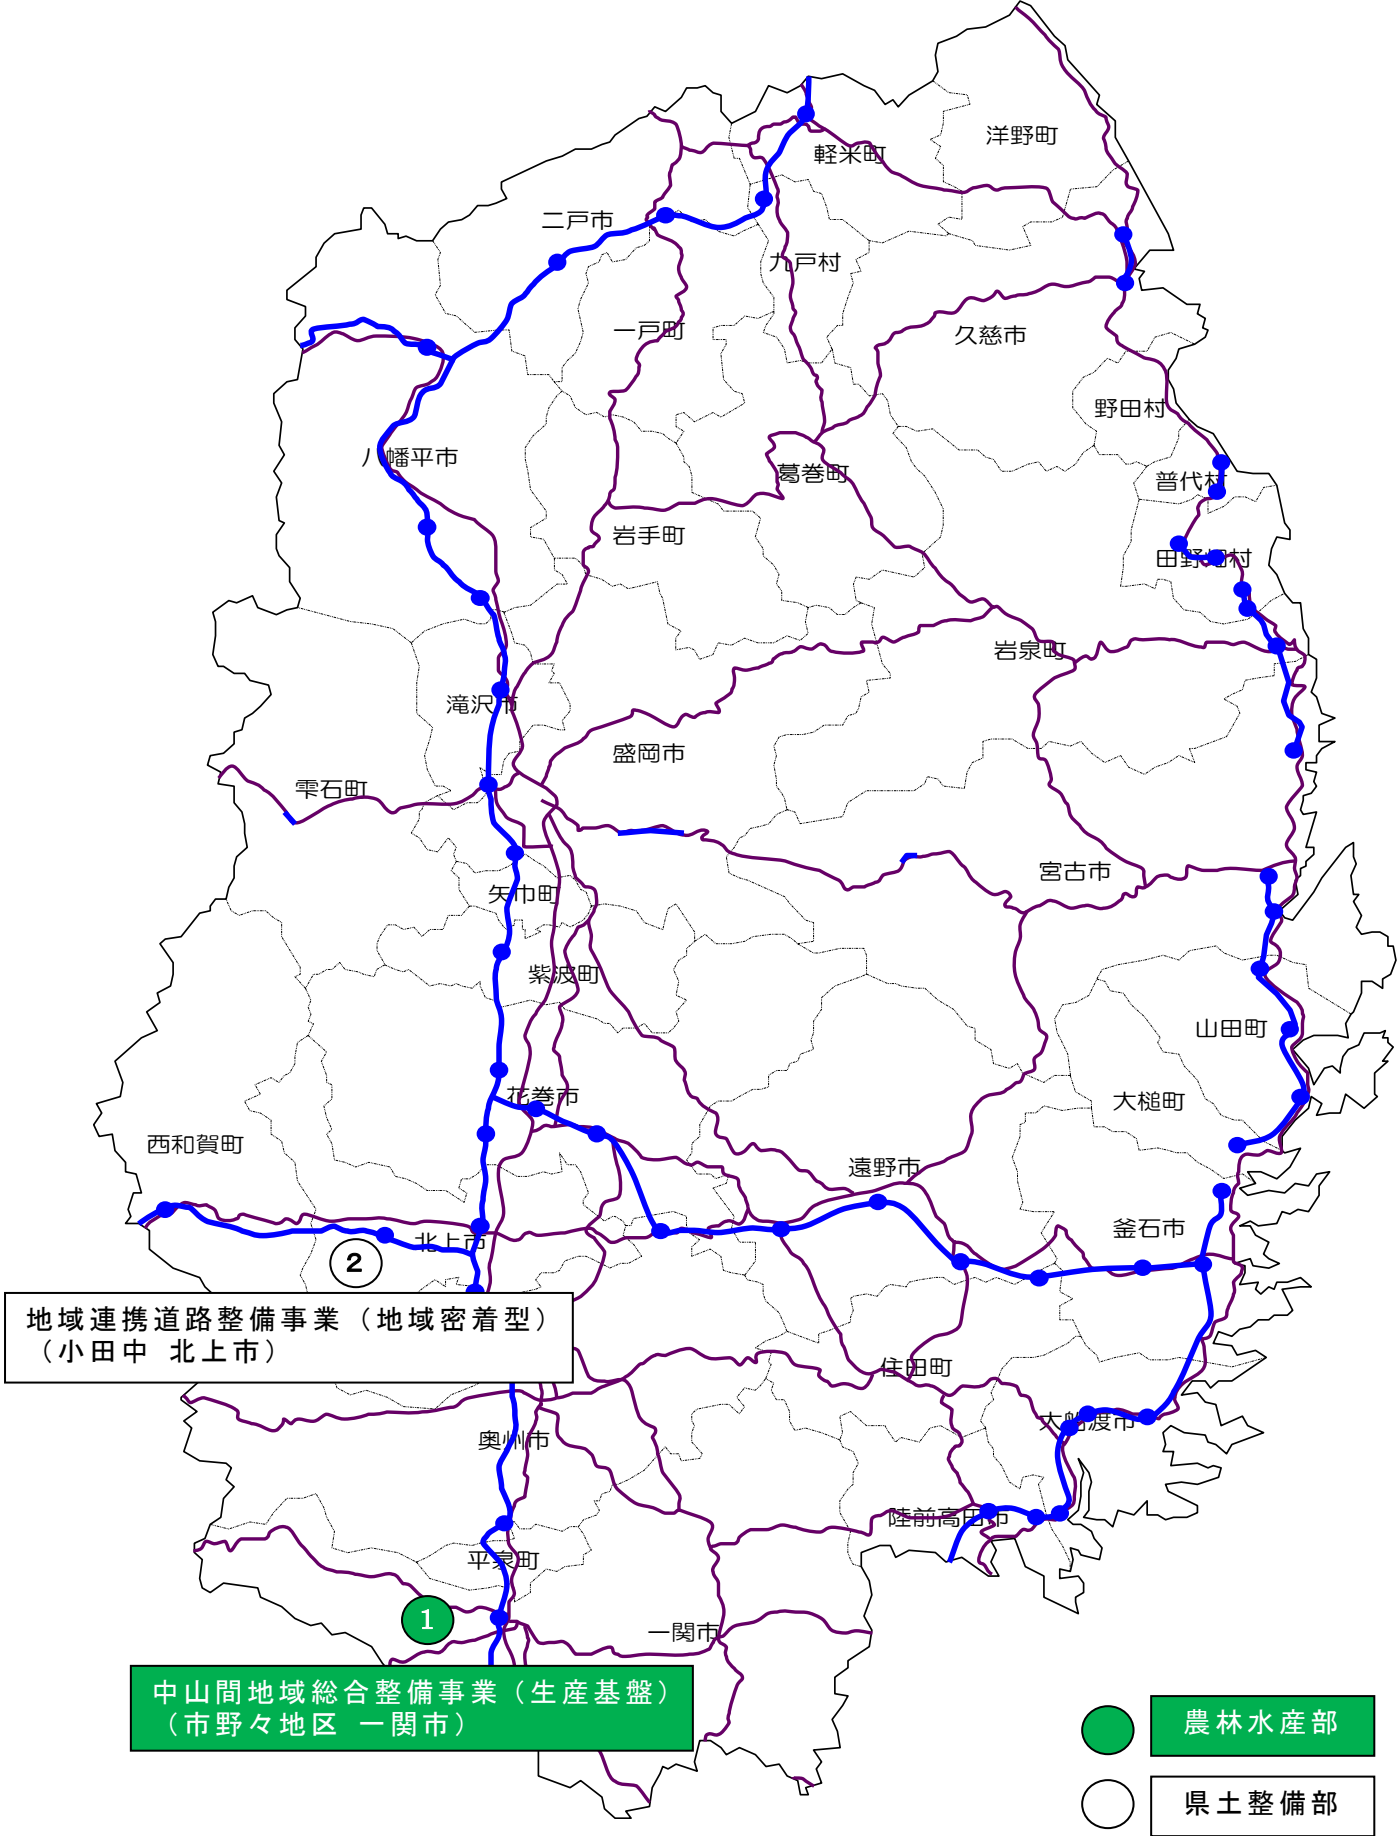 洋野町
軽米町
二戸市
九戸村
一戸町
久慈市
野田村
八幡平市
葛巻町
普代村
岩手町
田野畑村
岩泉町
滝沢市
盛岡市
雫石町
宮古市
矢巾町
紫波町
山田町
花巻市
大槌町
西和賀町
遠野市
釜石市
北上市
2
地域連携道路整備事業（地域密着型）
（小田中 北上市）
住田町
大船渡市
奥州市
陸前高田市
平泉町
1
一関市
中山間地域総合整備事業（生産基盤）
（市野々地区 一関市）
農林水産部
県土整備部